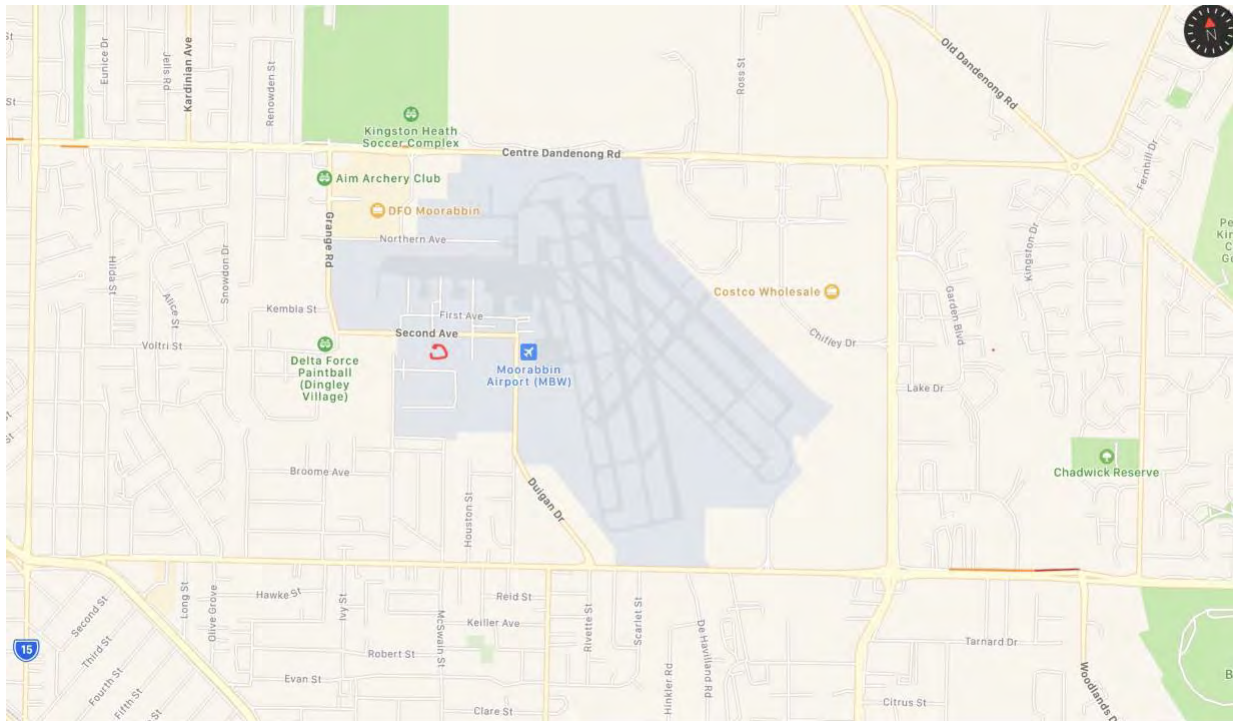 Eunice Dr
Jells Rd
Kardinian Ave
Renowden St
Ross St
Old Dandenong Rd
N
Kingston Heath
Soccer Complex
Centre Dandenong Rd
Fernhill Dr
Aim Archery Club
DFO Moorabbin
Grange Rd
Northern Ave
Hilda St
Alice St
Snowdon Dr
Kembla St
First Ave
Second Ave
Voltri St
Costco Wholesale
Chifley Dr
Garden Blvd
Kingston Dr
Delta Force
Paintball
(Dingley
Village)
Moorabbin
Airport (MBW)
Lake Dr
Chadwick Reserve
Broome Ave
Houston St
Duigan Dr
Second St
Third St
Fourth St
Fifth St
Long St
Olive Grove
Hawke St
Ivy St
McSwain St
Reid St
Keiller Ave
Robert St
Evan St
Clare St
Rivette St
Scarlet St
Hinkler Rd
De Havilland Rd
Tarnard Dr
Citrus St
15